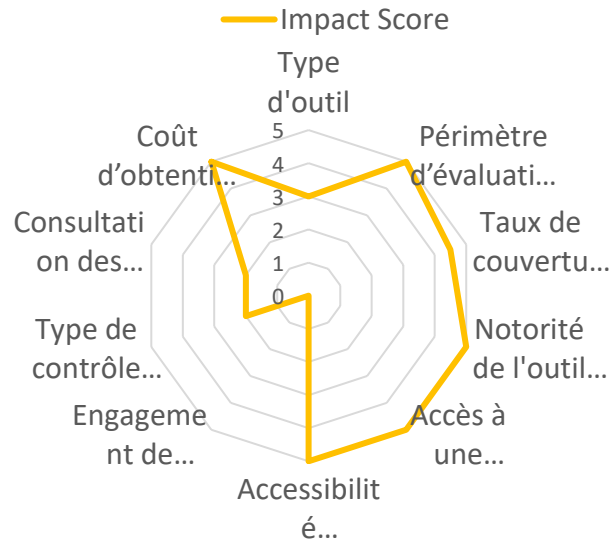 Impact Score
Type
d'outil
Périmètre
d’évaluati…
Taux de
couvertu…
Notorité
de l'outil…
Accès à
une…
Accessibilit
é…
Engageme
nt de…
Type de
contrôle…
Consultati
on des…
Coût
d’obtenti…
5
4
3
2
1
0